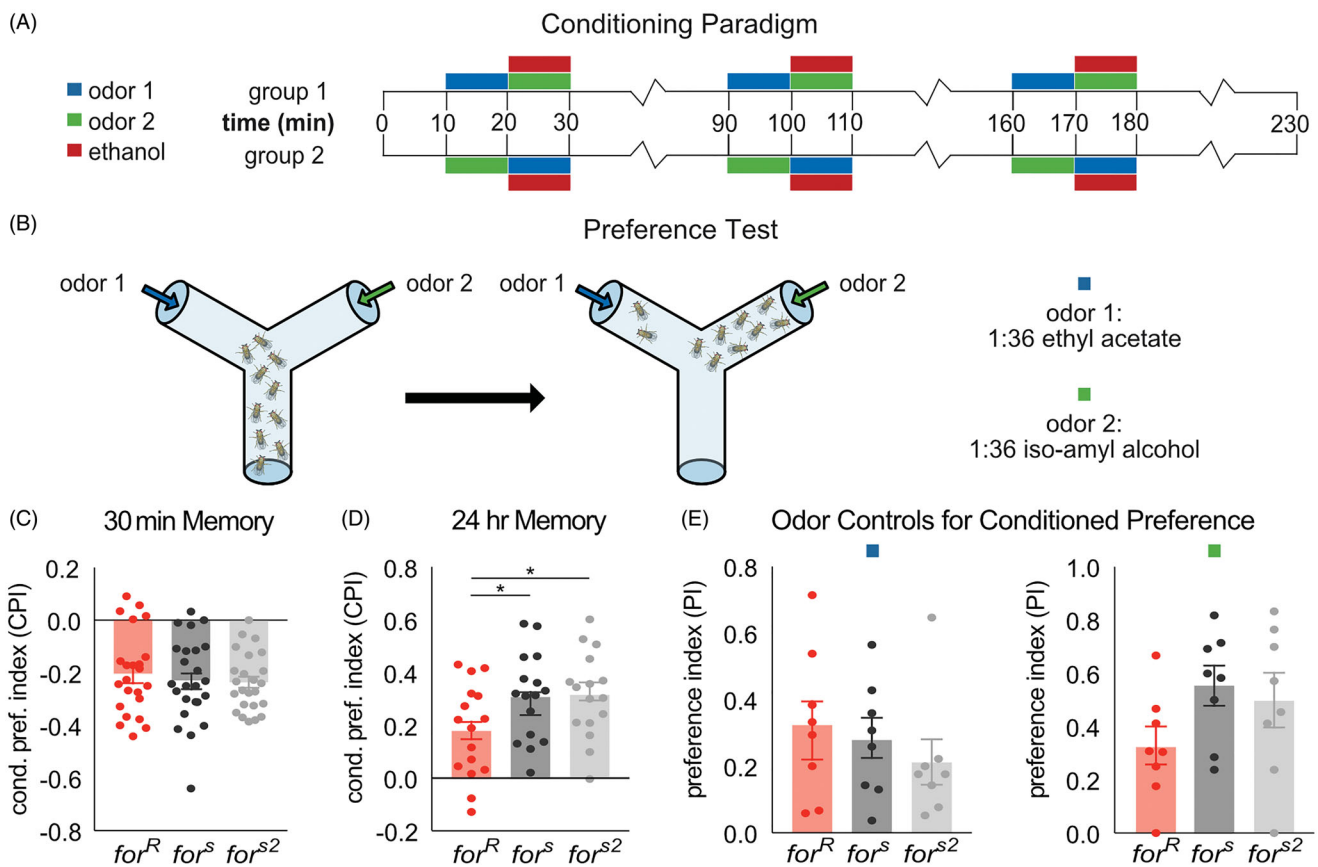 (A)
Conditioning Paradigm
odor 1
odor 2
ethanol
group 1
time (min)
group 2
0 10 20 30 90 100 110 160 170 180 230
(B)
Preference Test
odor 1
odor 2
odor 1
odor 2
odor 1:
1:36 ethyl acetate
odor 2:
1:36 iso-amyl alcohol
(C)
30 min Memory
cond. pref. index (CPI)
0.2
0.0
-0.2
-0.4
-0.6
-0.8
forR fors fors2
(D)
24 hr Memory
cond. pref. index (CPI)
0.8
0.6
0.4
0.2
0.0
-0.2
*
*
forR fors fors2
(E)
Odor Controls for Conditioned Preference
preference index (PI)
0.8
0.6
0.4
0.2
0.0
forR fors fors2
preference index (PI)
1.0
0.8
0.6
0.4
0.2
0.0
forR fors fors2